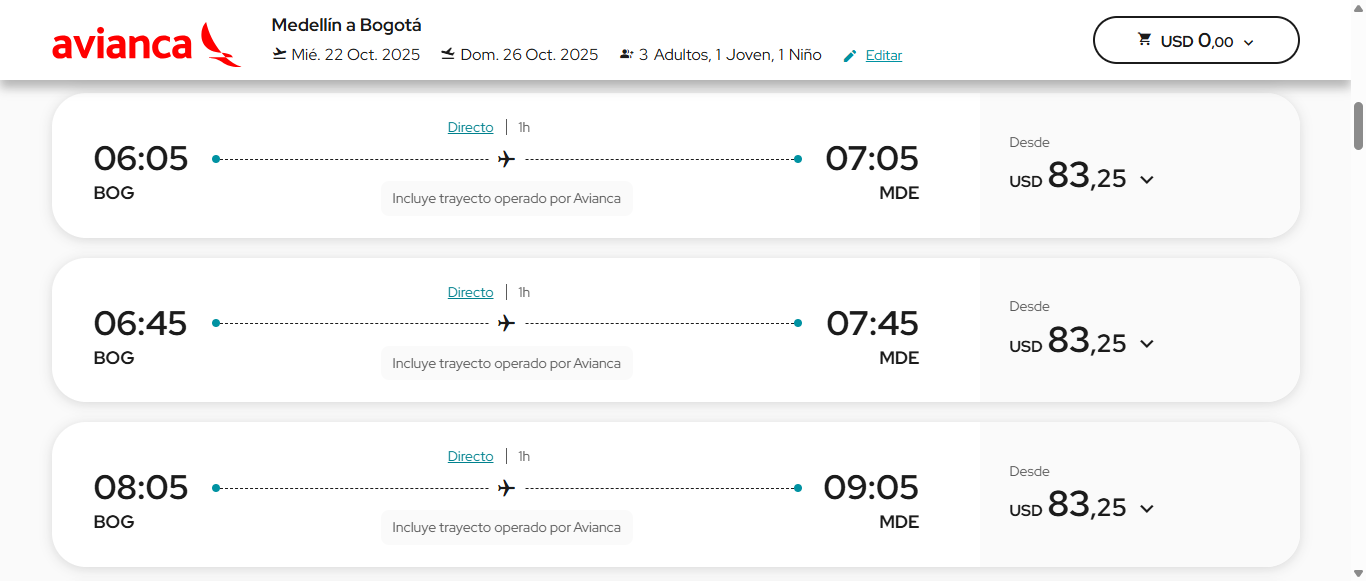 avianca
Medellín a Bogotá
Mié. 22 Oct. 2025 Dom. 26 Oct. 2025 3 Adultos, 1 Joven, 1 Niño Editar
USD 0,00
Directo | 1h
06:05 07:05
BOG MDE
Incluye trayecto operado por Avianca
Desde
USD 83,25
Directo | 1h
06:45 07:45
BOG MDE
Incluye trayecto operado por Avianca
Desde
USD 83,25
Directo | 1h
08:05 09:05
BOG MDE
Incluye trayecto operado por Avianca
Desde
USD 83,25